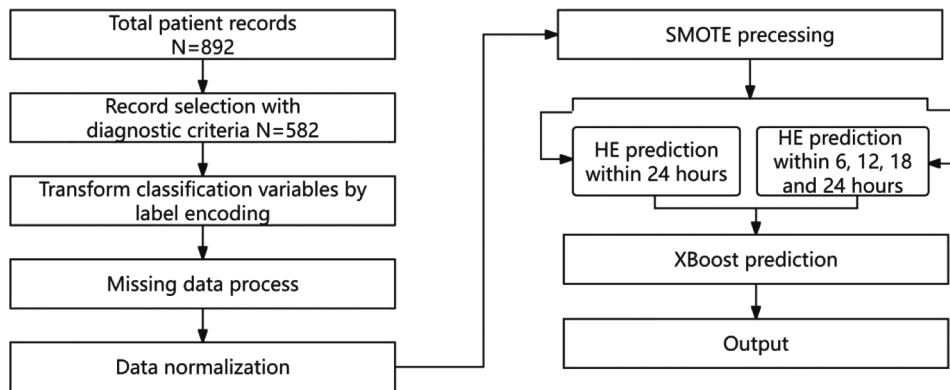 Total patient records
N=892
Record selection with
diagnostic criteria N=582
Transform classification variables by
label encoding
Missing data process
Data normalization
SMOTE precessing
HE prediction
within 24 hours
HE prediction
within 6, 12, 18
and 24 hours
XBoost prediction
Output